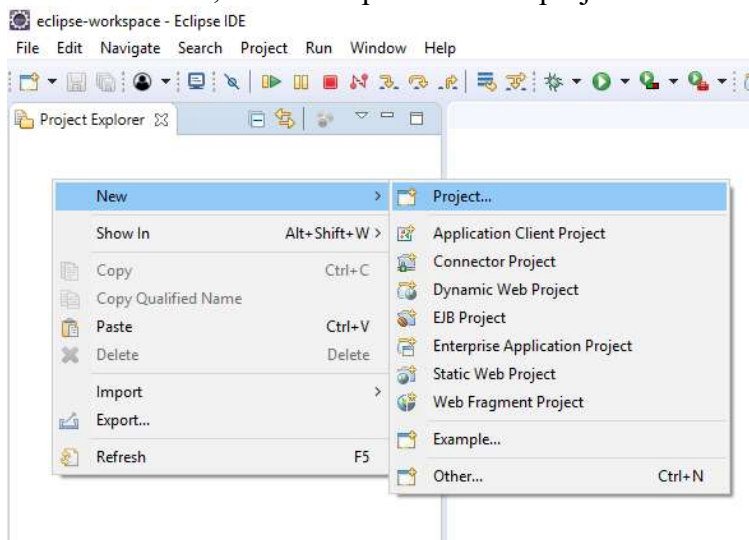 eclipse-workspace - Eclipse IDE
File Edit Navigate Search Project Run Window Help
Project Explorer
New
Show In Alt+Shift+W >
Copy Ctrl+C
Copy Qualified Name
Paste Ctrl+V
Delete Delete
Import
Export...
Refresh F5
Project...
Application Client Project
Connector Project
Dynamic Web Project
EJB Project
Enterprise Application Project
Static Web Project
Web Fragment Project
Example...
Other... Ctrl+N